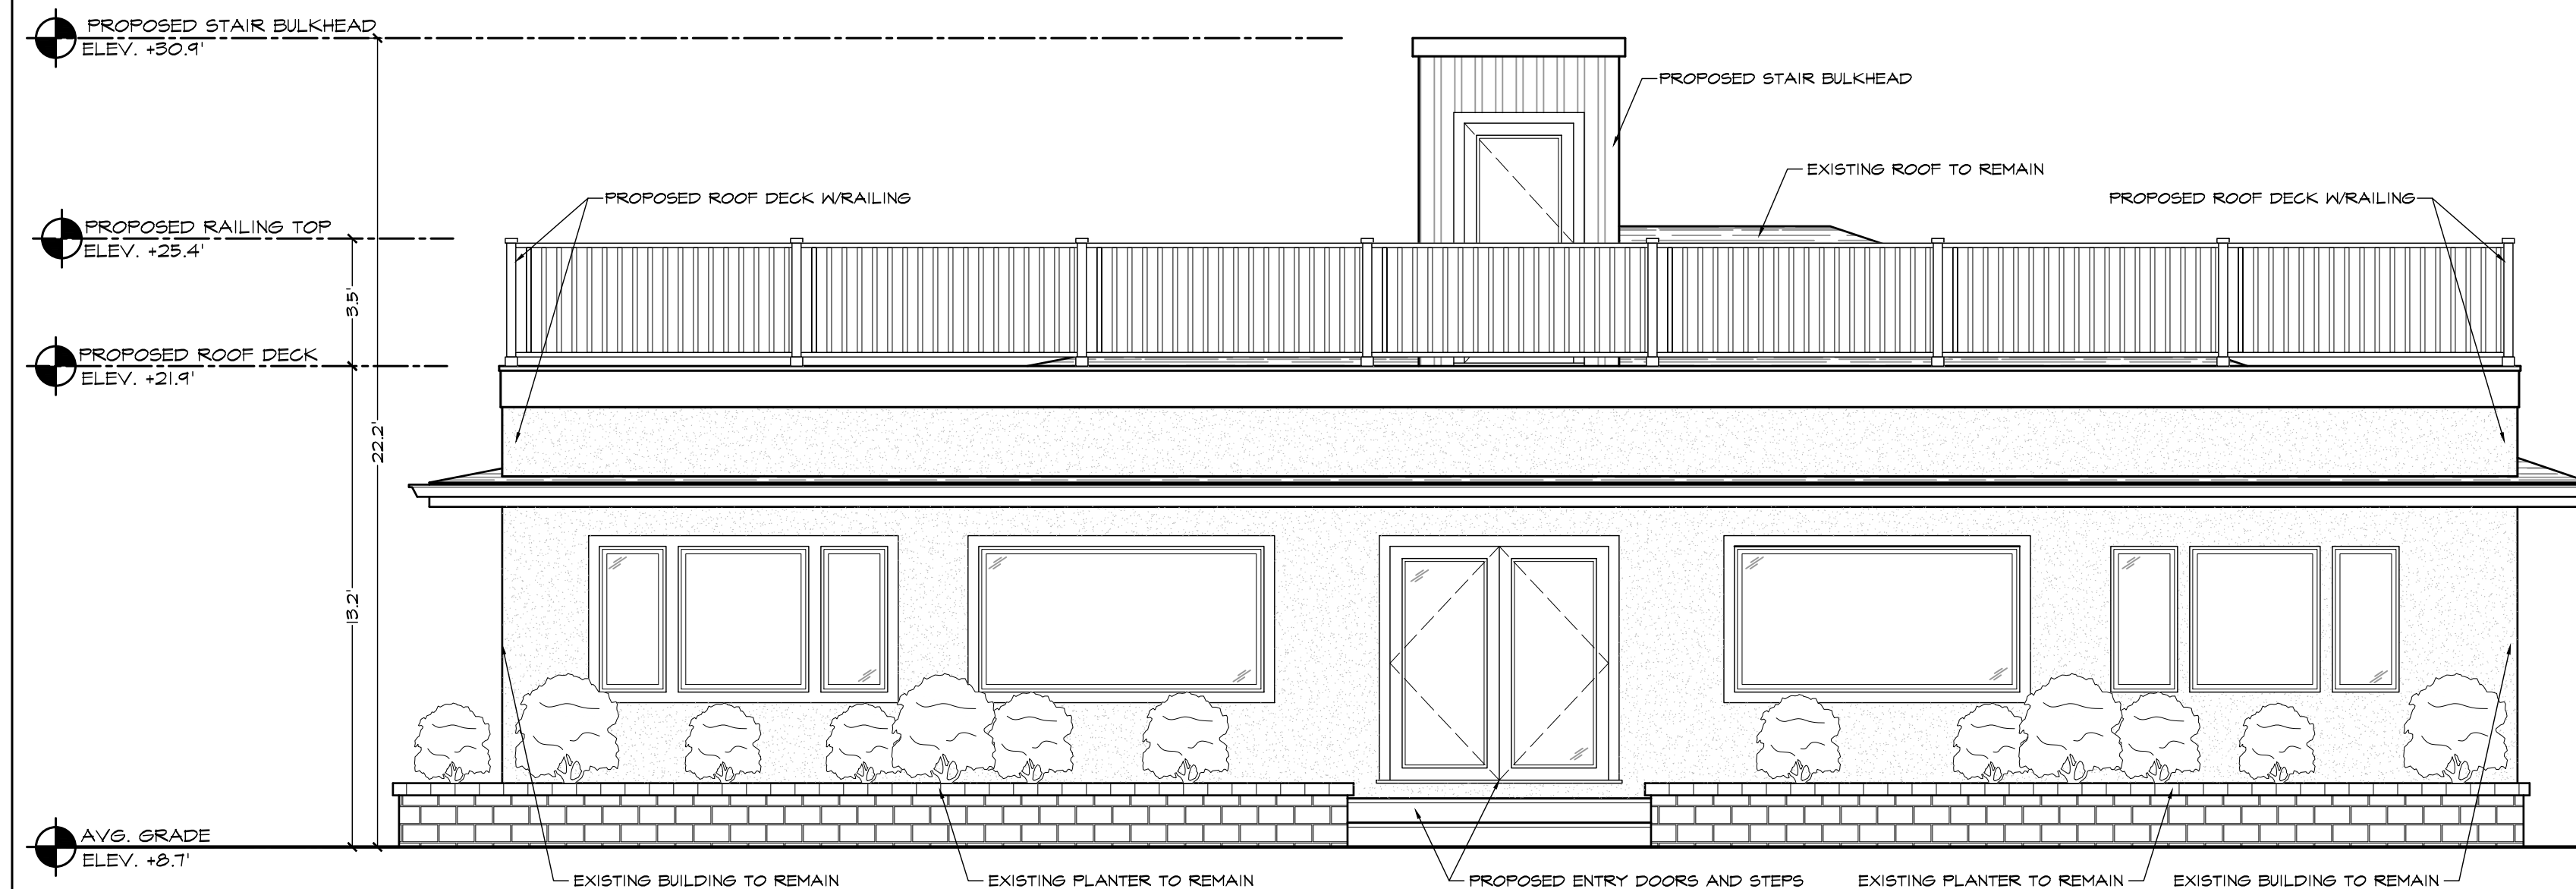 PROPOSED STAIR BULKHEAD
ELEV. +30.9'
PROPOSED STAIR BULKHEAD
EXISTING ROOF TO REMAIN
PROPOSED ROOF DECK W/RAILING
PROPOSED ROOF DECK W/RAILING
PROPOSED RAILING TOP
ELEV. +25.4'
3.5'
PROPOSED ROOF DECK
ELEV. +21.9'
22.2'
13.2'
AVG. GRADE
ELEV. +8.7'
EXISTING BUILDING TO REMAIN
EXISTING PLANTER TO REMAIN
PROPOSED ENTRY DOORS AND STEPS
EXISTING PLANTER TO REMAIN
EXISTING BUILDING TO REMAIN